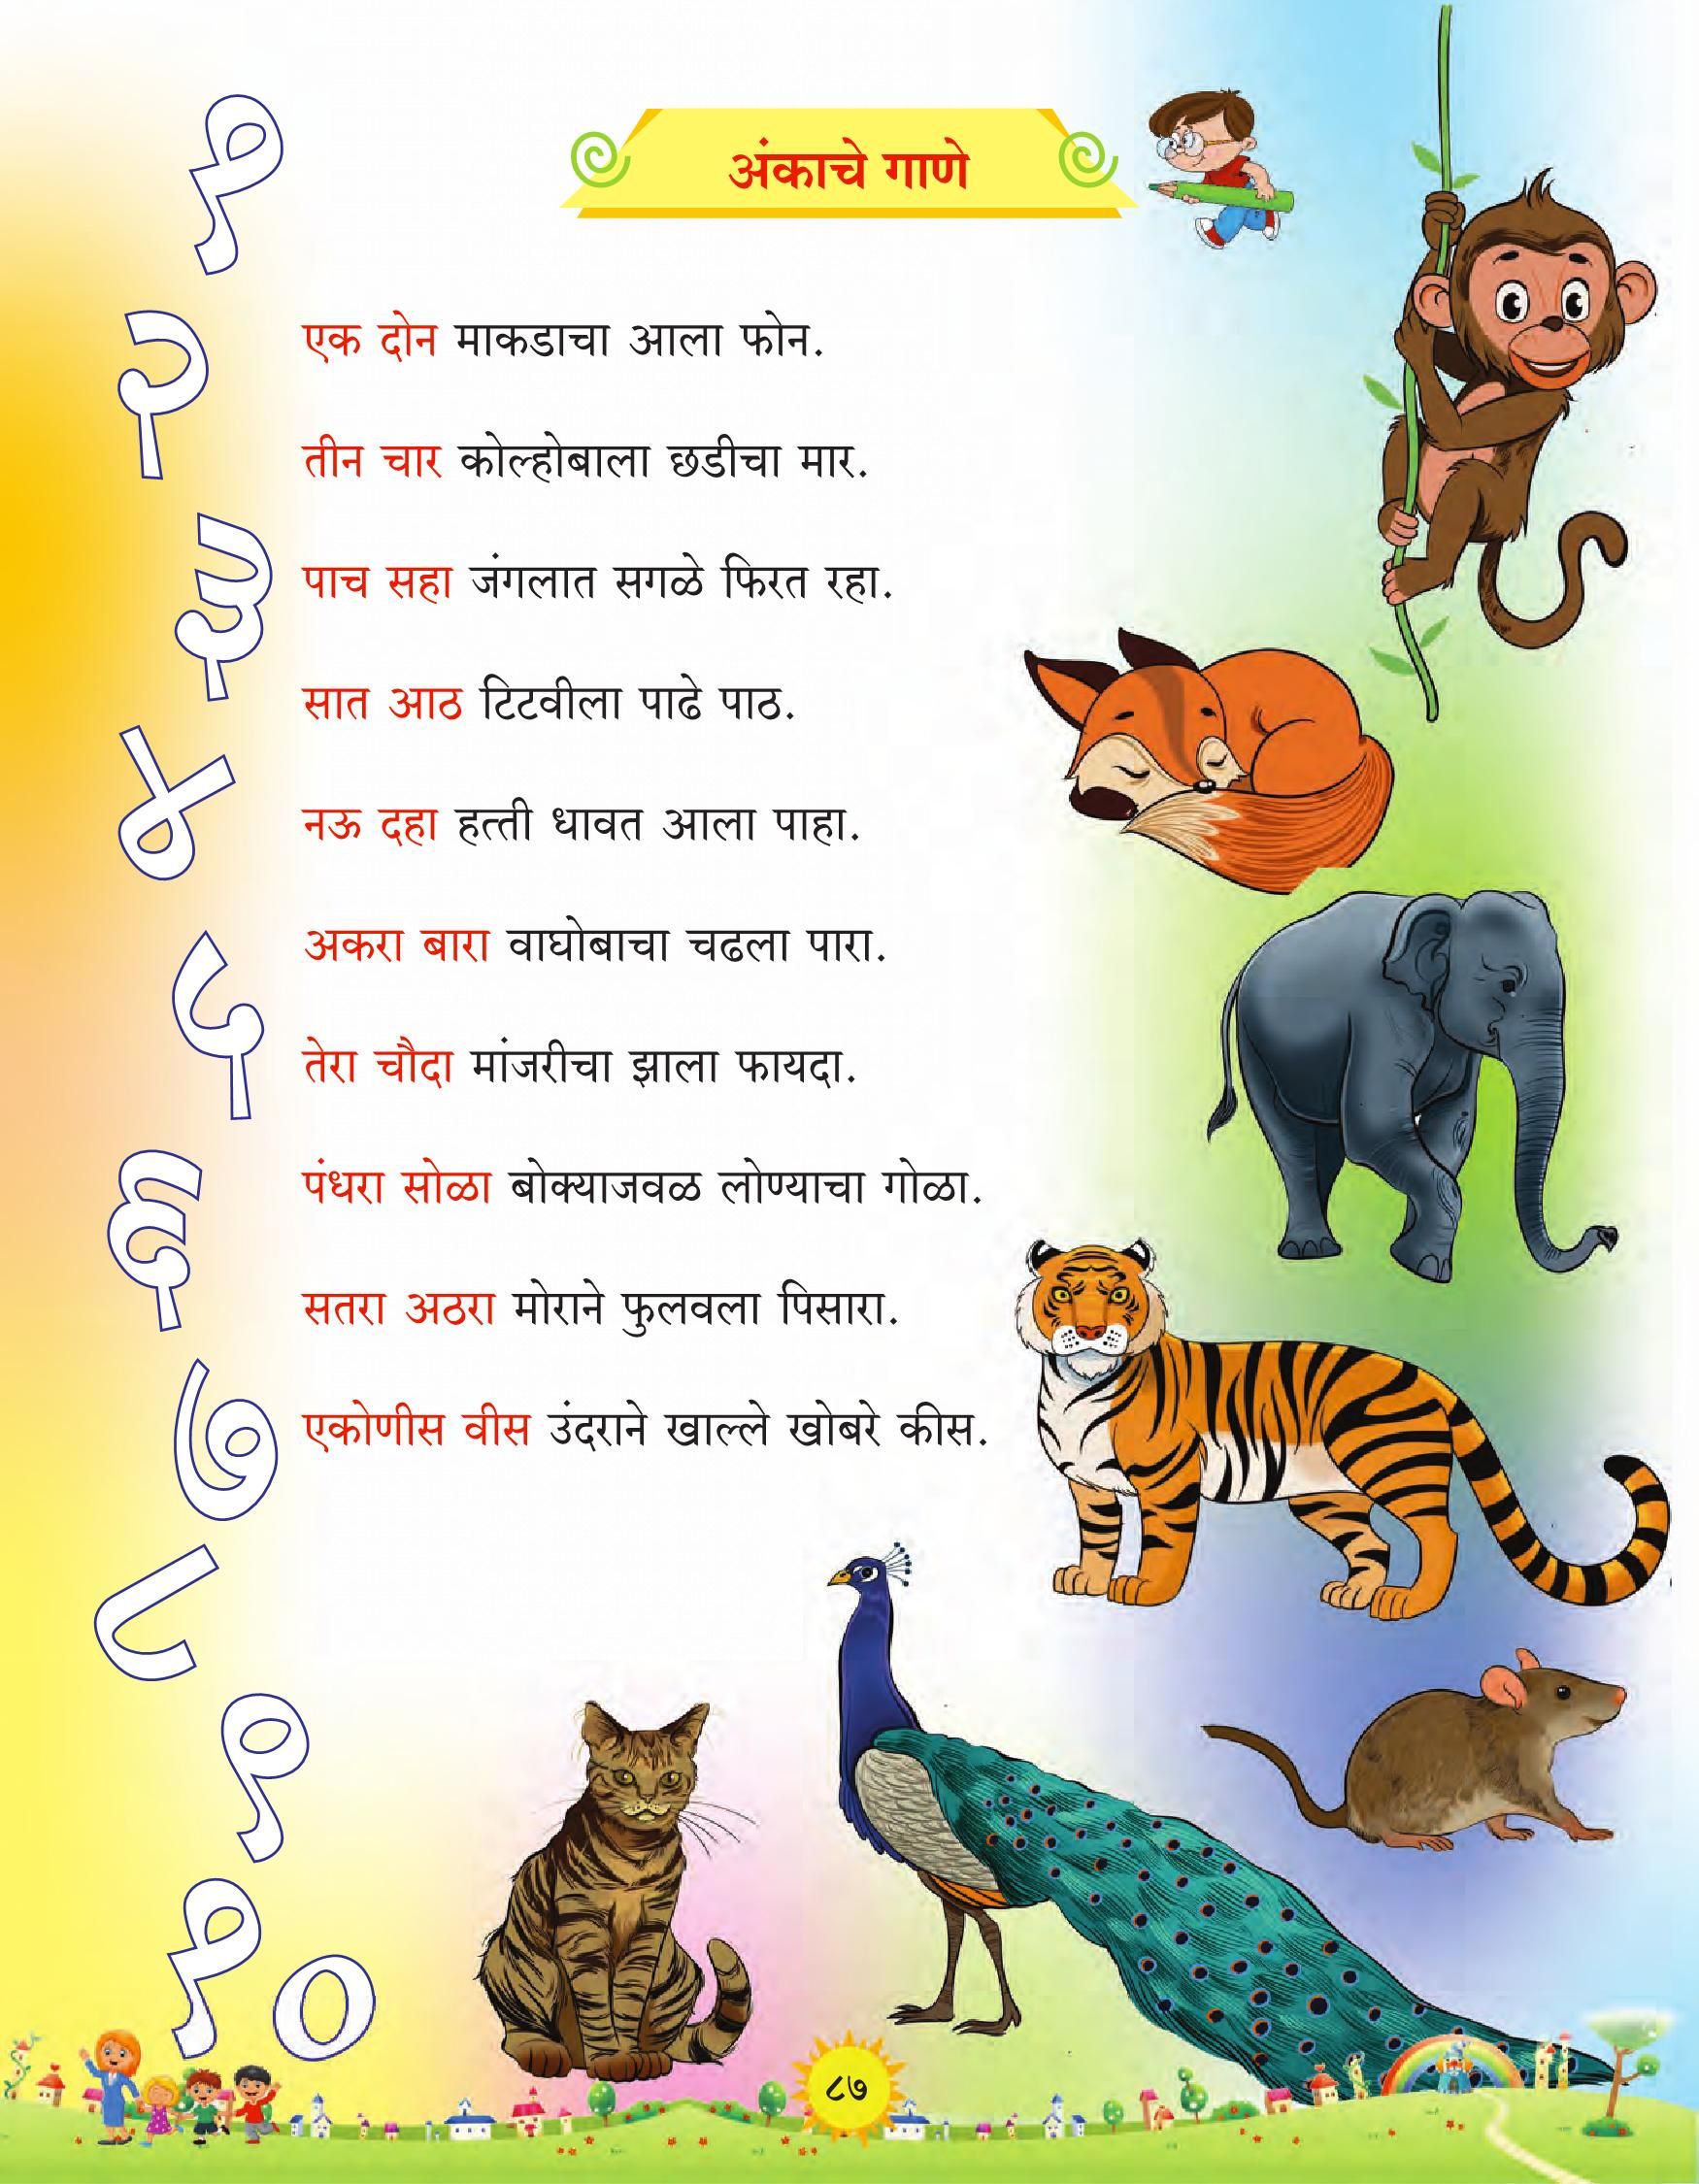 अंकाचे गाणे
१
२
३
४
५
६
७
८
९
१०
एक दोन माकडाचा आला फोन.
तीन चार कोल्होबाला छडीचा मार.
पाच सहा जंगलात सगळे फिरत रहा.
सात आठ टिटवीला पाढे पाठ.
नऊ दहा हत्ती धावत आला पाहा.
अकरा बारा वाघोबाचा चढला पारा.
तेरा चौदा मांजरीचा झाला फायदा.
पंधरा सोळा बोक्याजवळ लोण्याचा गोळा.
सतरा अठरा मोराने फुलवला पिसारा.
एकोणीस वीस उंदराने खाल्ले खोबरे कीस.
८७